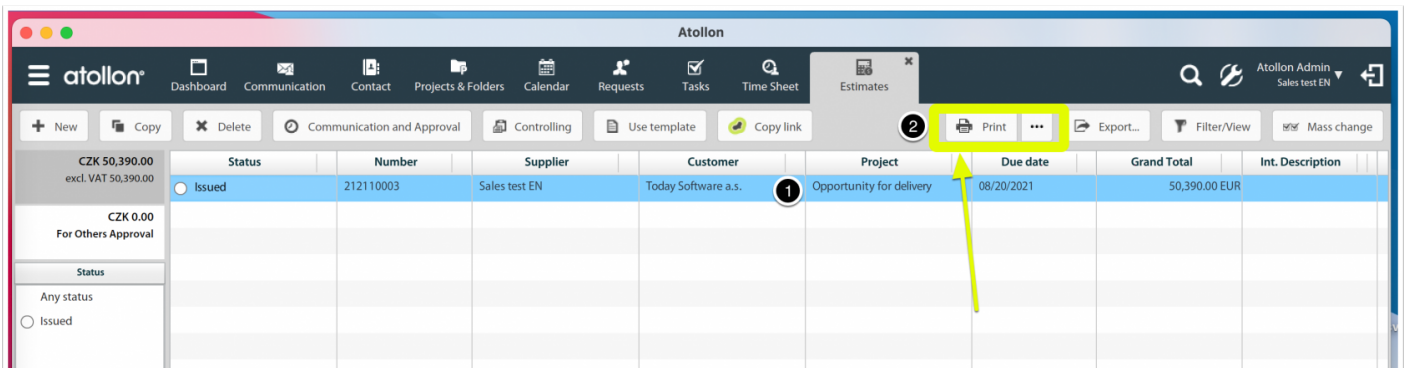 Atollon
atollon
Dashboard
Communication
Contact
Projects & Folders
Calendar
Requests
Tasks
Time Sheet
Estimates
Atollon Admin
Sales test EN
New
Copy
Delete
Communication and Approval
Controlling
Use template
Copy link
2
Print
...
Export...
Filter/View
Mass change
CZK 50,390.00
excl. VAT 50,390.00
CZK 0.00
For Others Approval
Status
Any status
Issued
Status Number Supplier Customer Project Due date Grand Total Int. Description
Issued 212110003 Sales test EN Today Software a.s. 1 Opportunity for delivery 08/20/2021 50,390.00 EUR